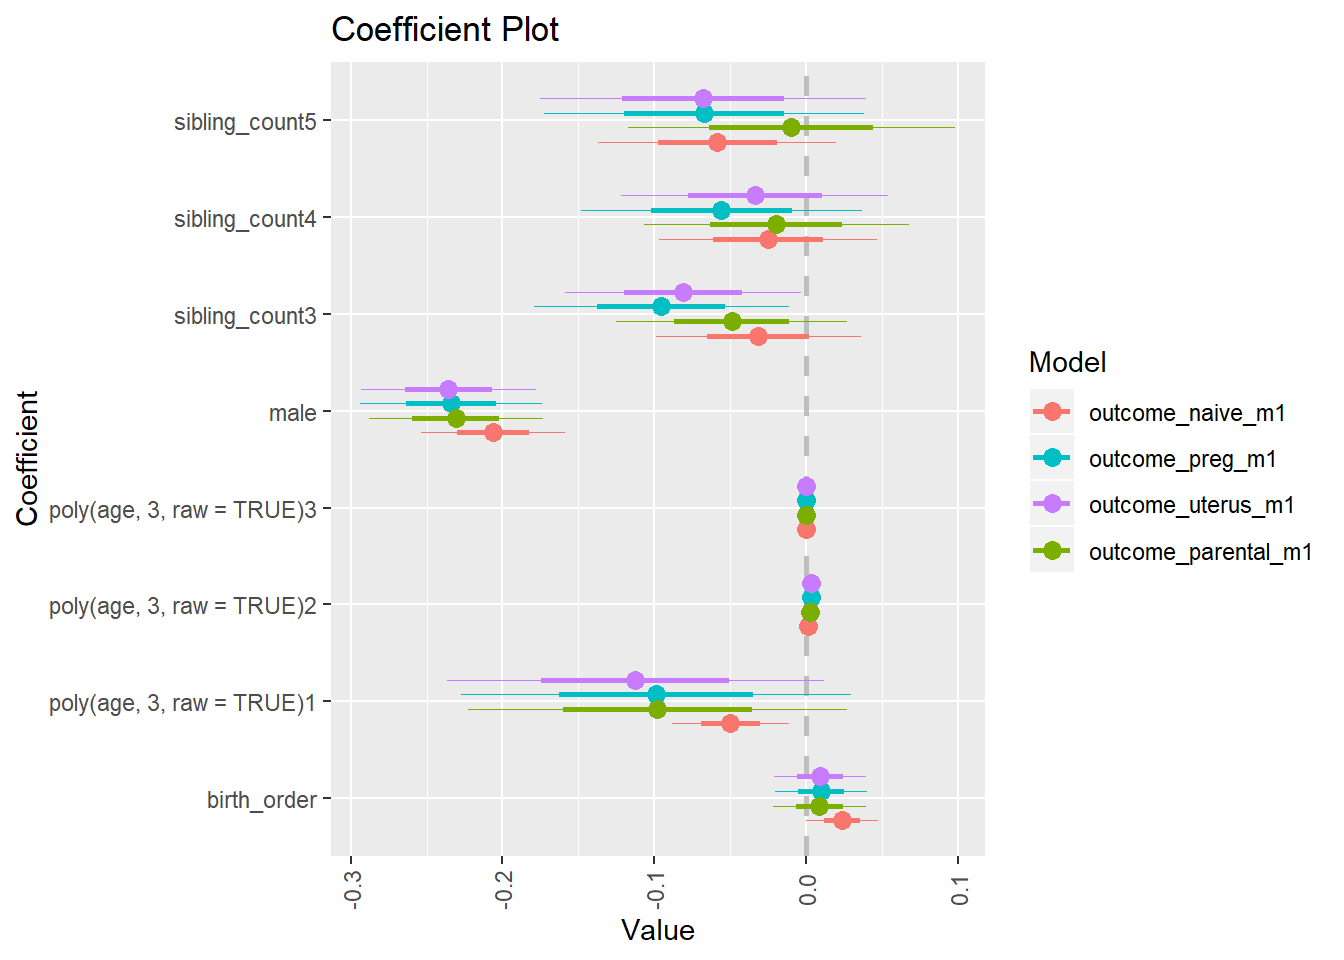 Coefficient Plot
Coefficient
sibling_count5
sibling_count4
sibling_count3
male
poly(age, 3, raw = TRUE)3
poly(age, 3, raw = TRUE)2
poly(age, 3, raw = TRUE)1
birth_order
-0.3
-0.2
-0.1
0.0
0.1
Value
Model
outcome_naive_m1
outcome_preg_m1
outcome_uterus_m1
outcome_parental_m1